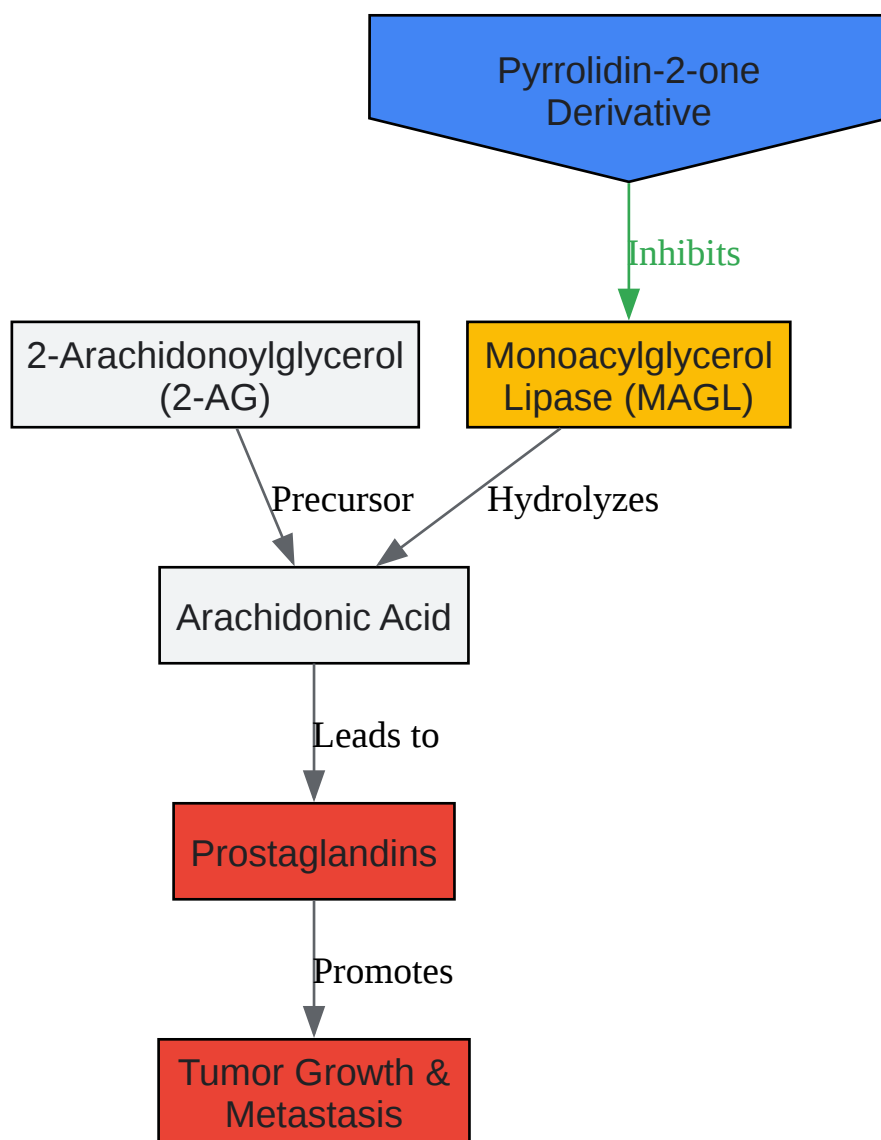 Pyrrolidin-2-one
Derivative
Inhibits
2-Arachidonoylglycerol
(2-AG)
Monoacylglycerol
Lipase (MAGL)
Precursor
Hydrolyzes
Arachidonic Acid
Leads to
Prostaglandins
Promotes
Tumor Growth &
Metastasis